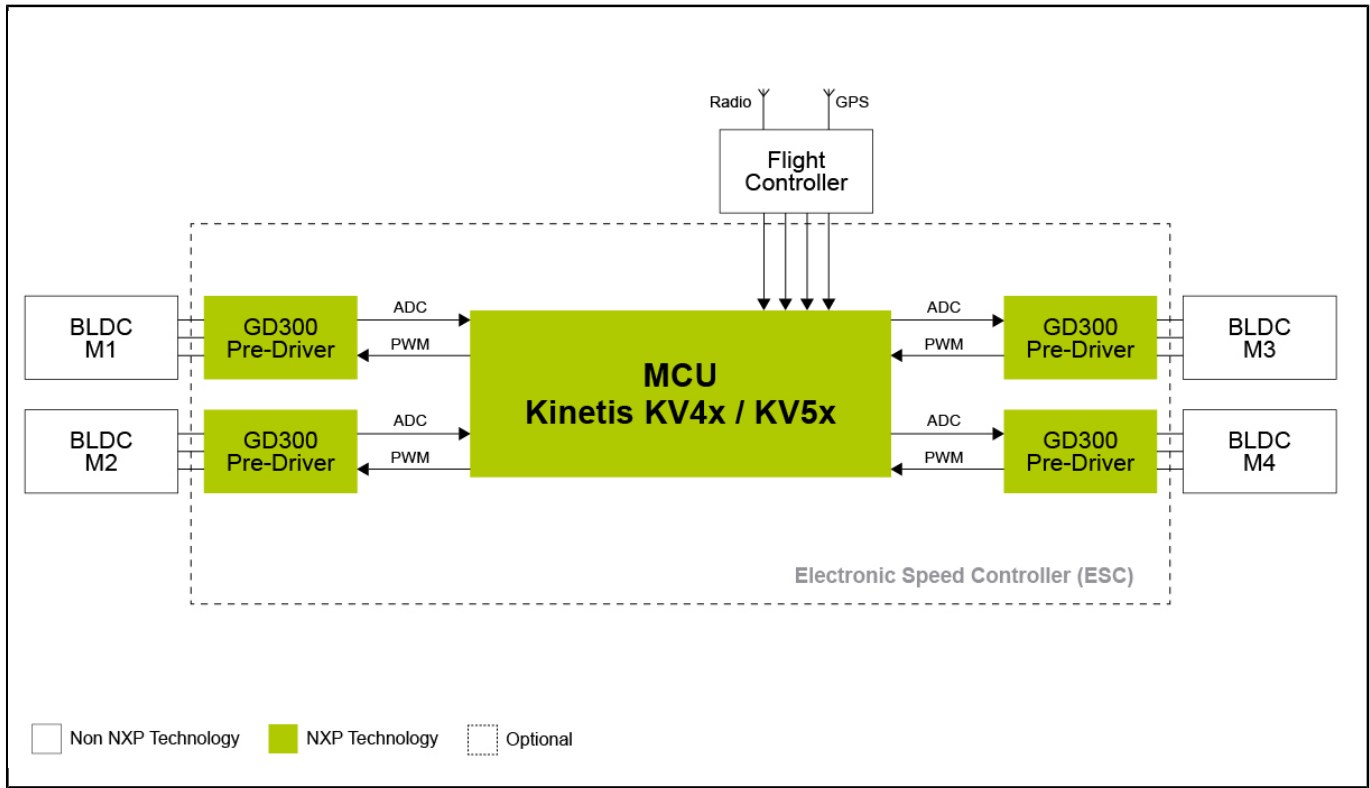 Radio
GPS
Flight
Controller
BLDC
M1
GD300
Pre-Driver
ADC
PWM
MCU
Kinetis KV4x / KV5x
ADC
PWM
GD300
Pre-Driver
BLDC
M3
BLDC
M2
GD300
Pre-Driver
ADC
PWM
ADC
PWM
GD300
Pre-Driver
BLDC
M4
Electronic Speed Controller (ESC)
Non NXP Technology
NXP Technology
Optional